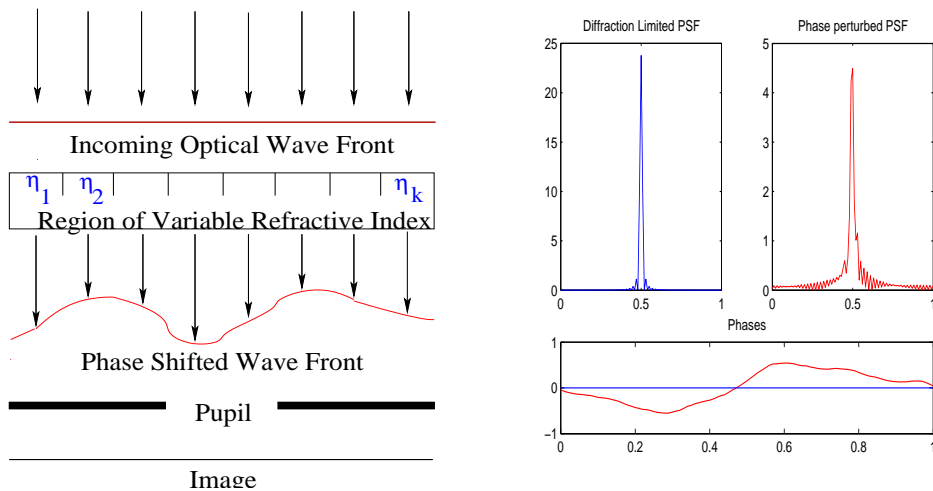 Incoming Optical Wave Front
η1 η2 ηk
Region of Variable Refractive Index
Phase Shifted Wave Front
Pupil
Image
Diffraction Limited PSF
25
20
15
10
5
0
0 0.5 1
Phase perturbed PSF
5
4
3
2
1
0
0 0.5 1
Phases
1
0
−1
0 0.2 0.4 0.6 0.8 1